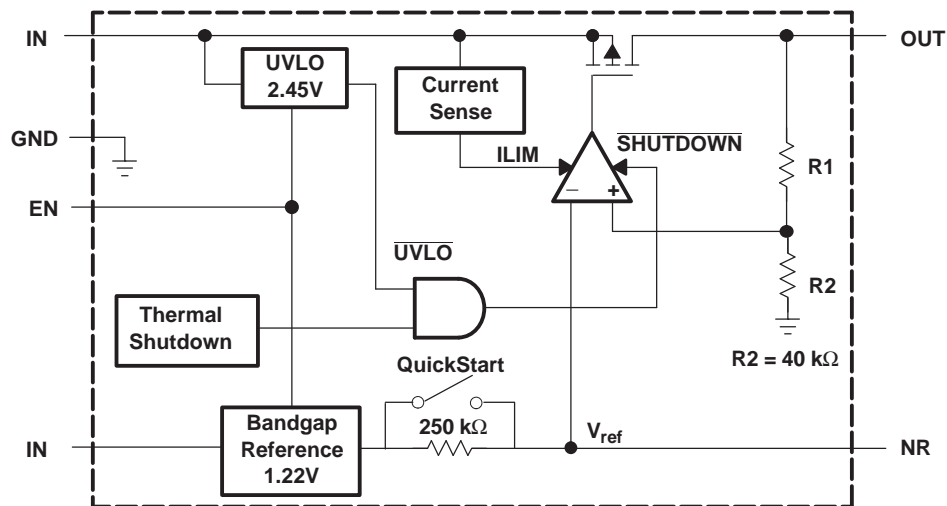 IN
OUT
UVLO
2.45V
Current
Sense
GND
ILIM
SHUTDOWN
R1
− +
EN
UVLO
R2
Thermal
Shutdown
R2 = 40 kΩ
QuickStart
250 kΩ
Bandgap
Reference
1.22V
IN
Vref
NR